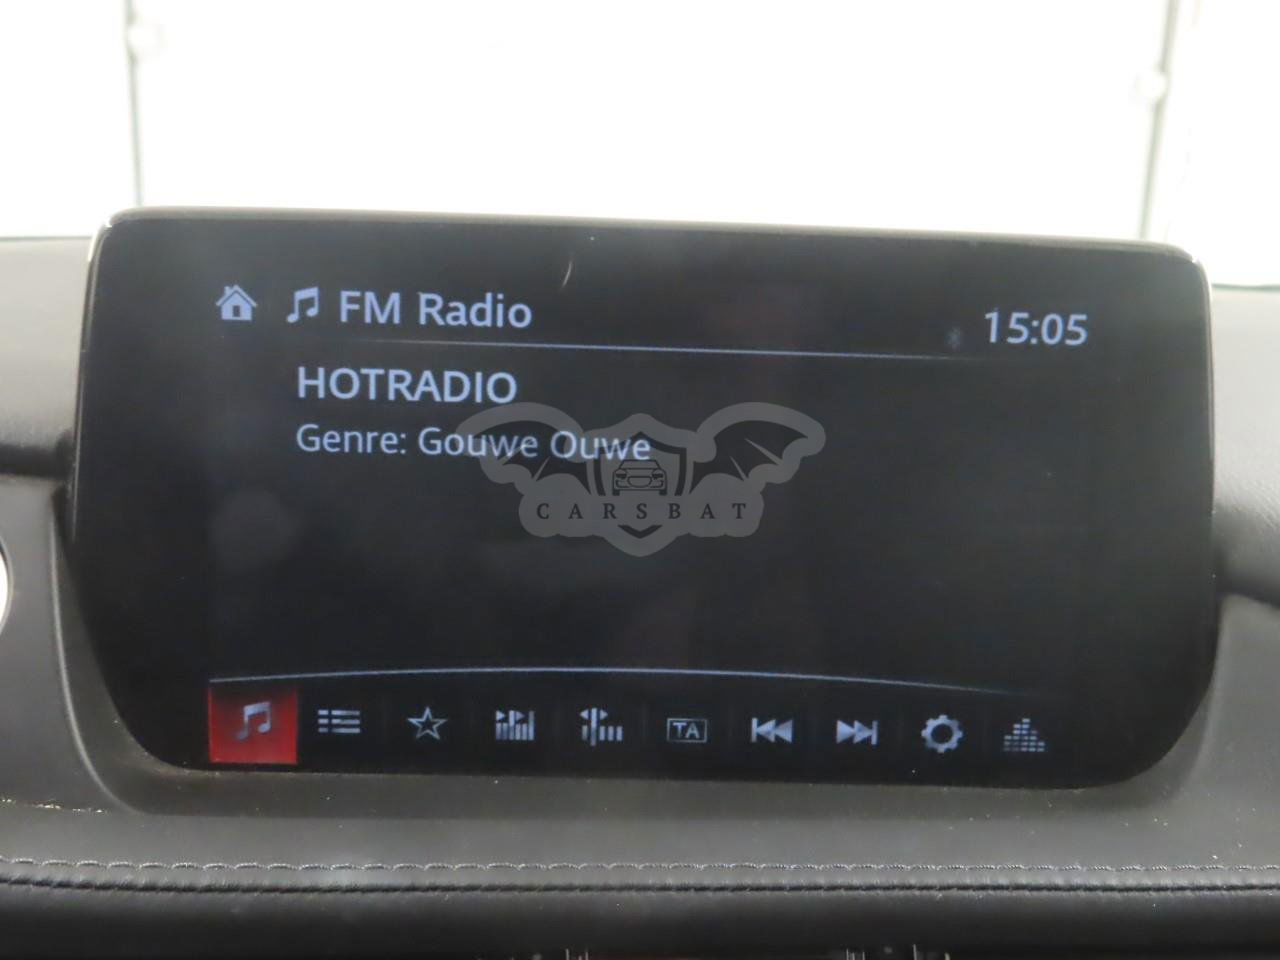 FM Radio
15:05
HOTRADIO
Genre: Gouwe Ouwe
CARSBAT
TA